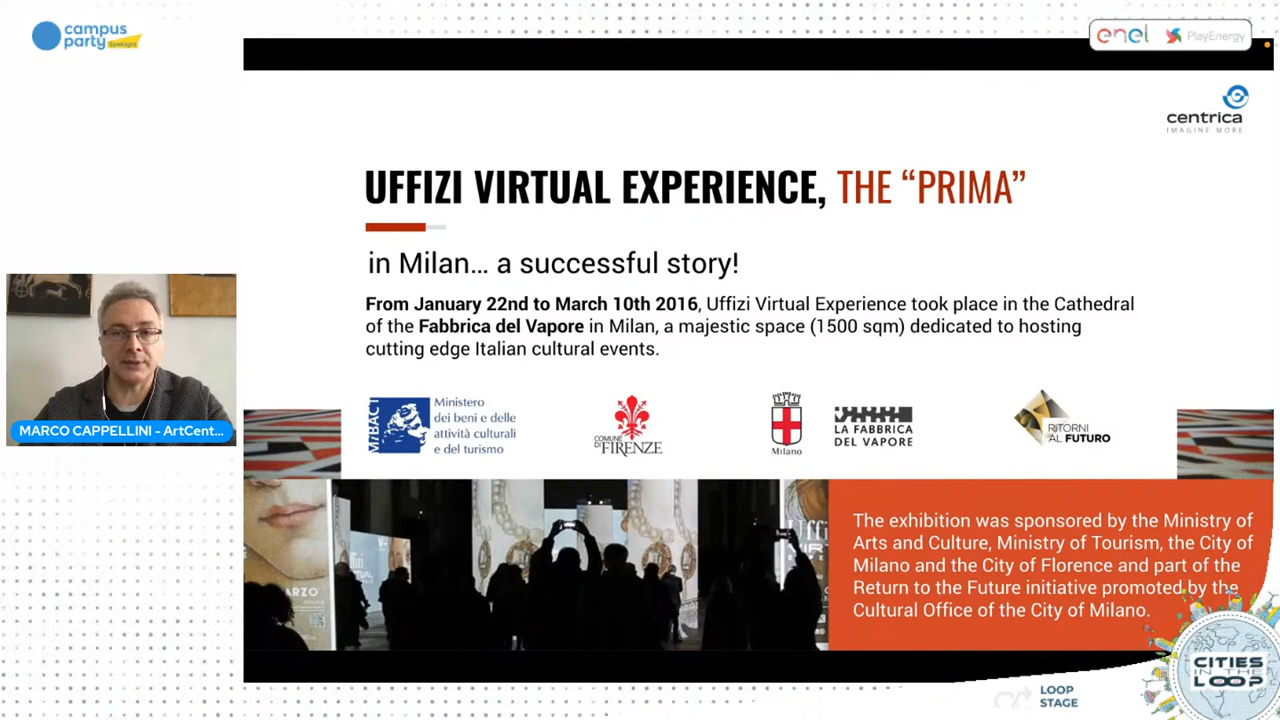 campus
party Spotlight
enel PlayEnergy
centrica
IMAGINE MORE
UFFIZI VIRTUAL EXPERIENCE, THE “PRIMA”
in Milan... a successful story!
From January 22nd to March 10th 2016, Uffizi Virtual Experience took place in the Cathedral
of the Fabbrica del Vapore in Milan, a majestic space (1500 sqm) dedicated to hosting
cutting edge Italian cultural events.
MiBACT
Ministero
dei beni e delle
attività culturali
e del turismo
COMUNE
DI FIRENZE
Milano
LA FABBRICA
DEL VAPORE
RITORNI
AL FUTURO
MARCO CAPPELLINI - ArtCent...
ARZO
Uffizi
The exhibition was sponsored by the Ministry of
Arts and Culture, Ministry of Tourism, the City of
Milano and the City of Florence and part of the
Return to the Future initiative promoted by the
Cultural Office of the City of Milano.
CITIES
IN THE
LOOP
LOOP
STAGE